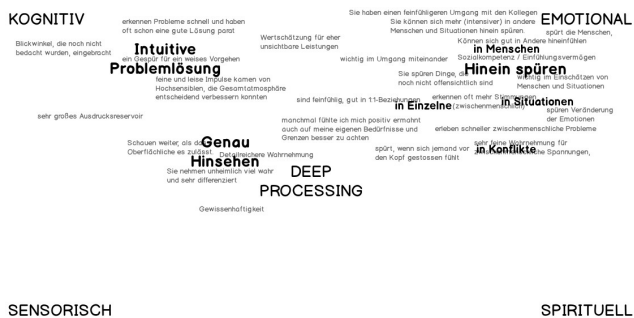 KOGNITIV
EMOTIONAL
Sie haben einen feinfühligeren Umgang mit den Kollegen
Sie können sich mehr (intensiver) in andere
Menschen und Situationen hinein spüren.
erkennen Probleme schnell und haben
oft schon eine gute Lösung parat
Wertschätzung für eher
unsichtbare Leistungen
spürt die Menschen,
Können sich gut in Andere hineinfühlen
Blickwinkel, die noch nicht
bedacht wurden, eingebracht
Intuitive
Problemlösung
ein Gespür für ein weises Vorgehen
in Menschen
Sozialkompetenz / Einfühlungsvermögen
wichtig im Umgang miteinander
Hinein spüren
Sie spüren Dinge, die
noch nicht offensichtlich sind
wichtig im Einschätzen von
Menschen und Situationen
feine und leise Impulse kamen von
Hochsensiblen, die Gesamtatmosphäre
entscheidend verbessern konnten
sind feinfühlig, gut in 1:1-Beziehungen
in Einzelne
(zwischenmenschlich)
erkennen oft mehr Stimmungen
in Situationen
spüren Veränderung
der Emotionen
sehr großes Ausdrucksreservoir
manchmal fühlte ich mich positiv ermahnt
auch auf meine eigenen Bedürfnisse und
Grenzen besser zu achten
erleben schneller zwischenmenschliche Probleme
Schauen weiter, als das
Oberflächliche es zulässt.
Genau
Hinsehen
Detailreichere Wahrnehmung
spürt, wenn sich jemand vor
den Kopf gestossen fühlt
sehr feine Wahrnehmung für
zwischenmenschliche Spannungen,
in Konflikte
Sie nehmen unheimlich viel wahr
und sehr differenziert
DEEP
PROCESSING
Gewissenhaftigkeit
SENSORISCH
SPIRITUELL